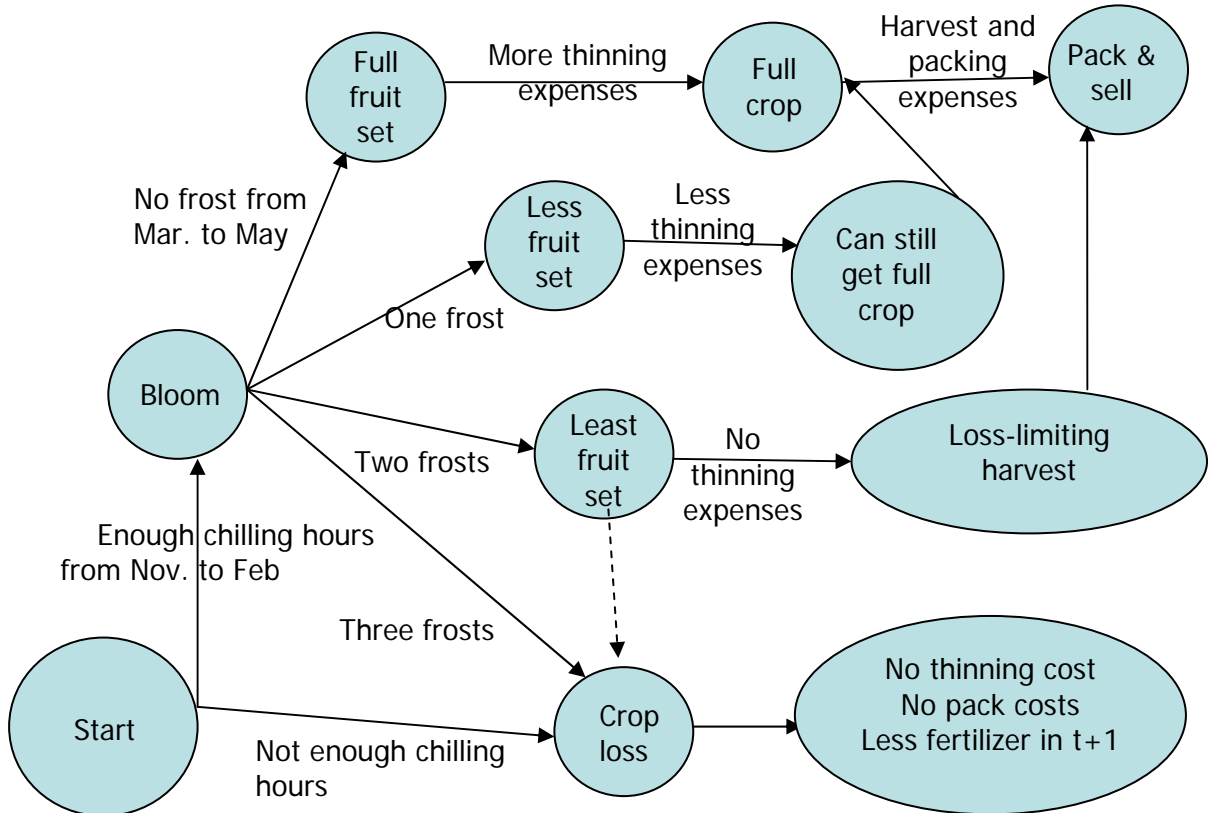 Full
fruit
set
More thinning
expenses
Full
crop
Harvest and
packing
expenses
Pack &
sell
No frost from
Mar. to May
Less
fruit
set
Less
thinning
expenses
Can still
get full
crop
One frost
Bloom
Two frosts
Least
fruit
set
No
thinning
expenses
Loss-limiting
harvest
Enough chilling hours
from Nov. to Feb
Three frosts
Start
Not enough chilling
hours
Crop
loss
No thinning cost
No pack costs
Less fertilizer in t+1